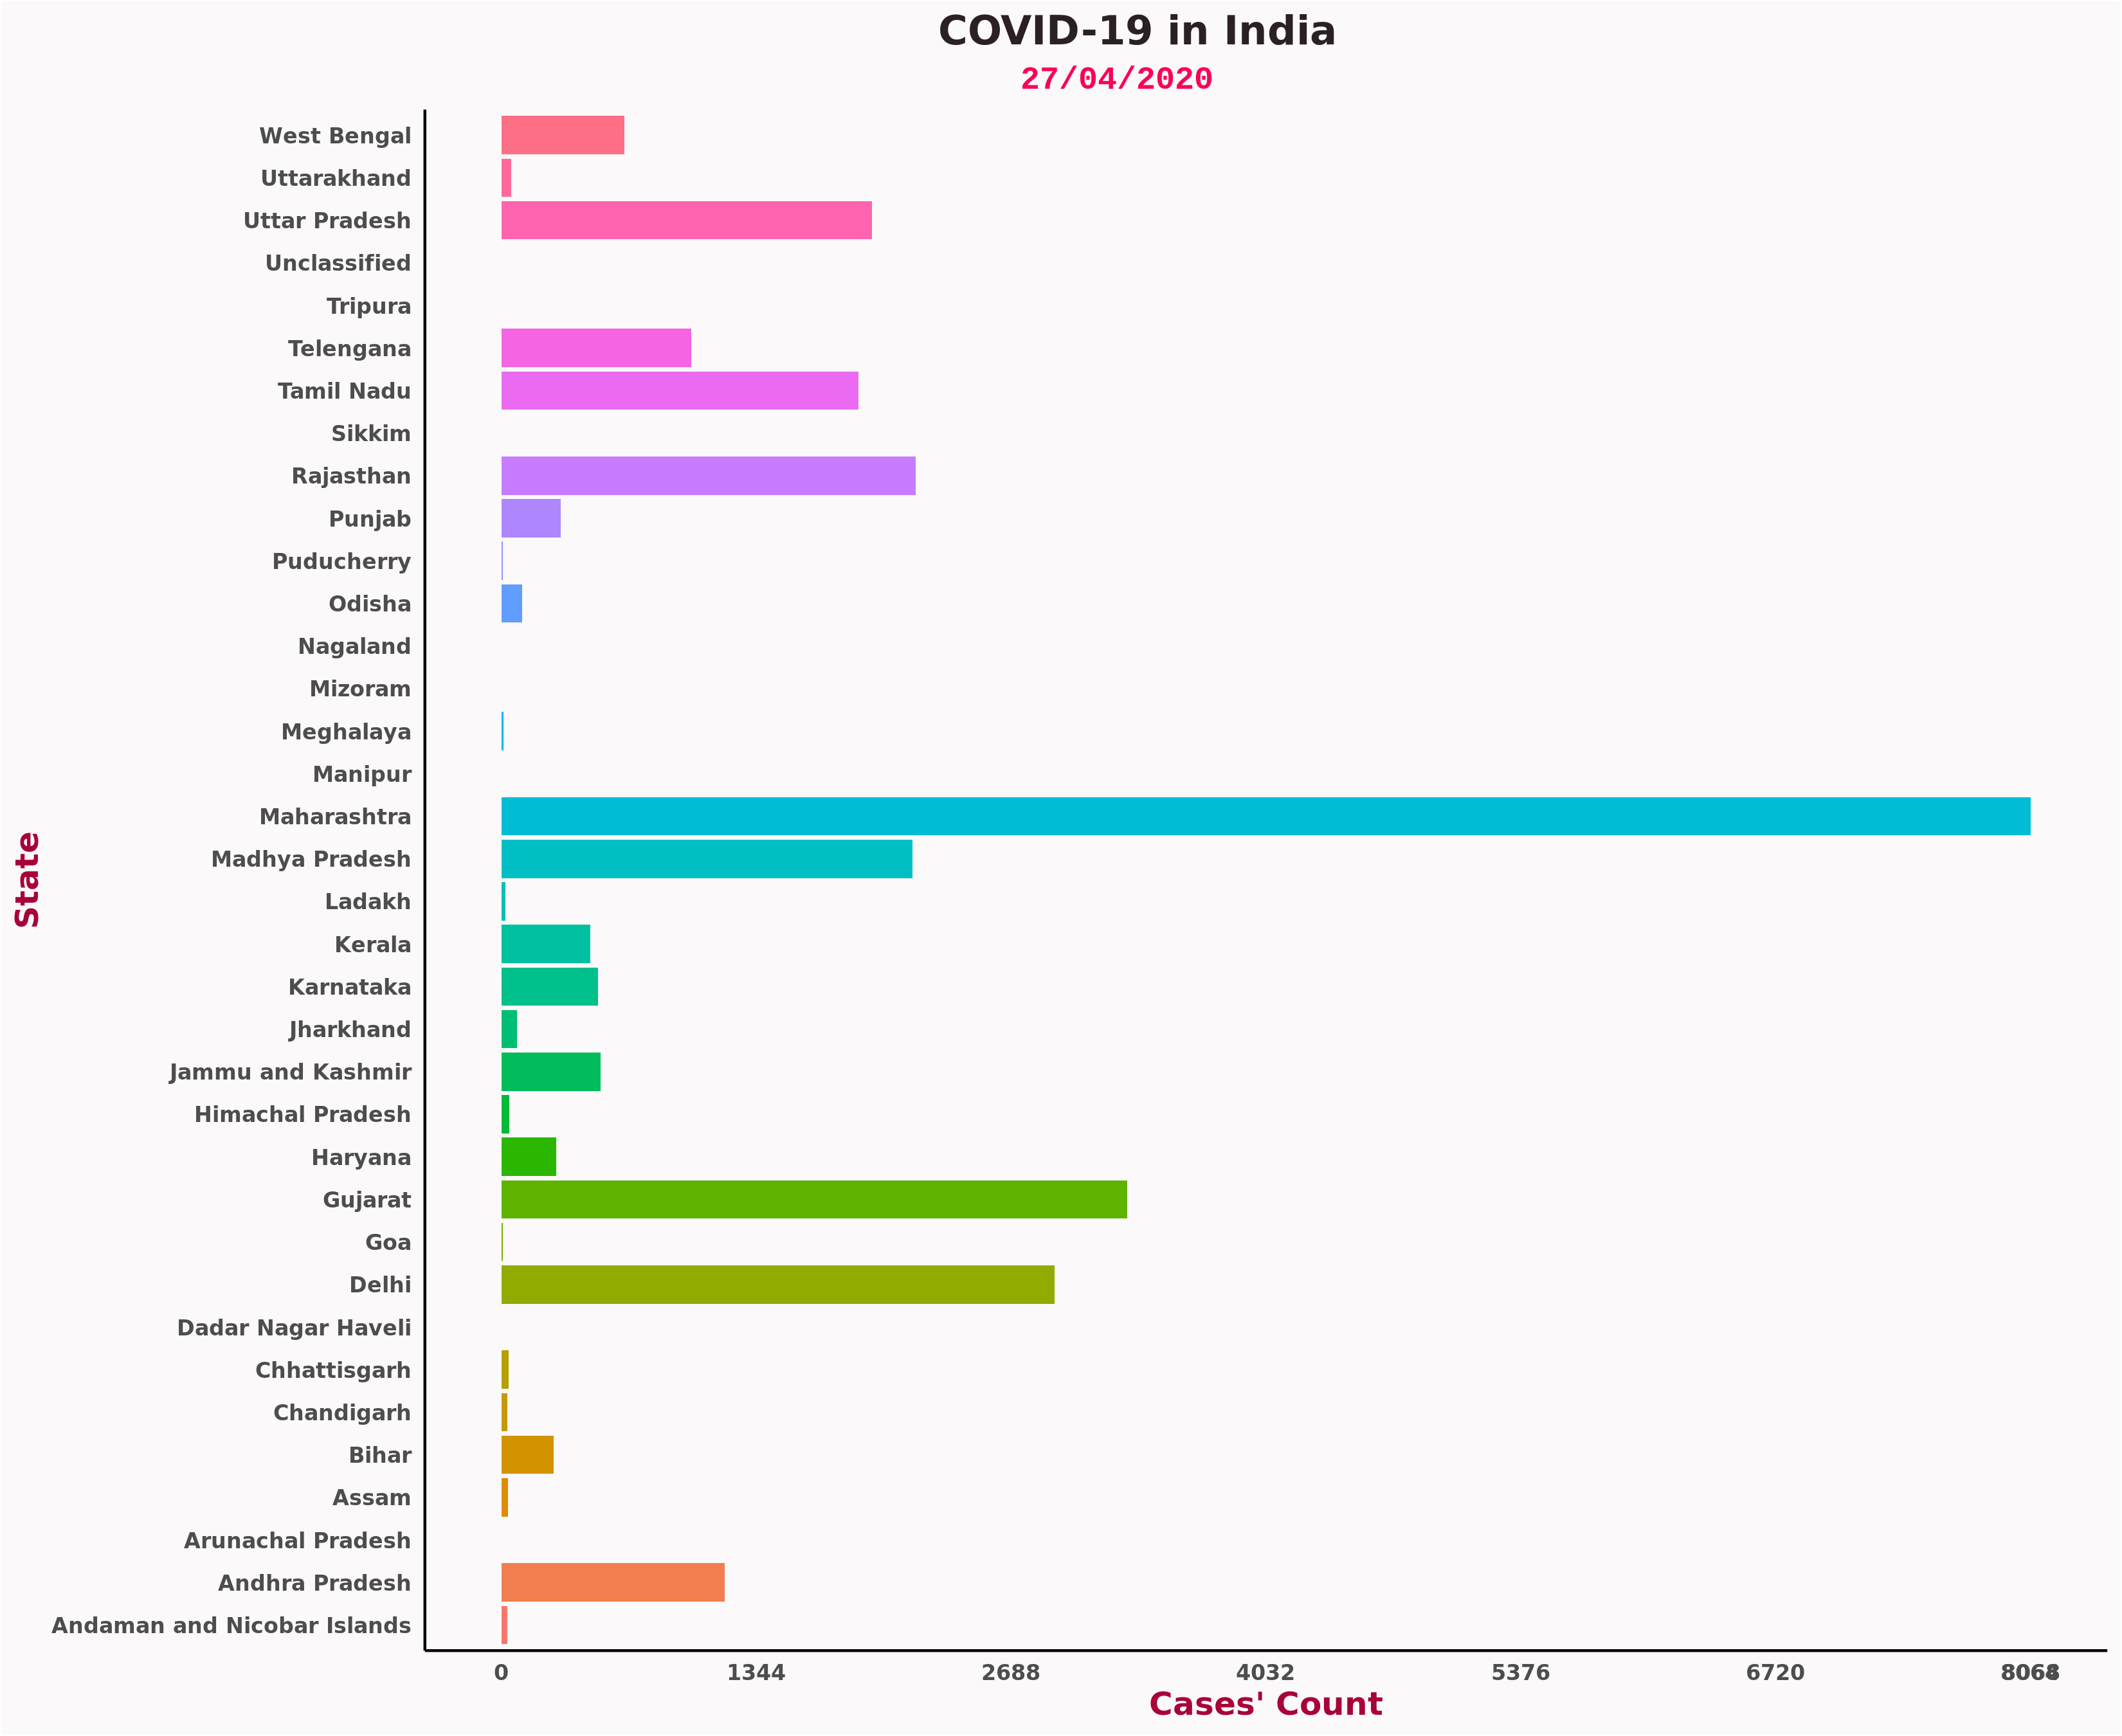 COVID-19 in India
27/04/2020
West Bengal
Uttarakhand
Uttar Pradesh
Unclassified
Tripura
Telengana
Tamil Nadu
Sikkim
Rajasthan
Punjab
Puducherry
Odisha
Nagaland
Mizoram
Meghalaya
Manipur
Maharashtra
Madhya Pradesh
Ladakh
Kerala
Karnataka
Jharkhand
Jammu and Kashmir
Himachal Pradesh
Haryana
Gujarat
Goa
Delhi
Dadar Nagar Haveli
Chhattisgarh
Chandigarh
Bihar
Assam
Arunachal Pradesh
Andhra Pradesh
Andaman and Nicobar Islands
State
0 1344 2688 4032 5376 6720
Cases' Count